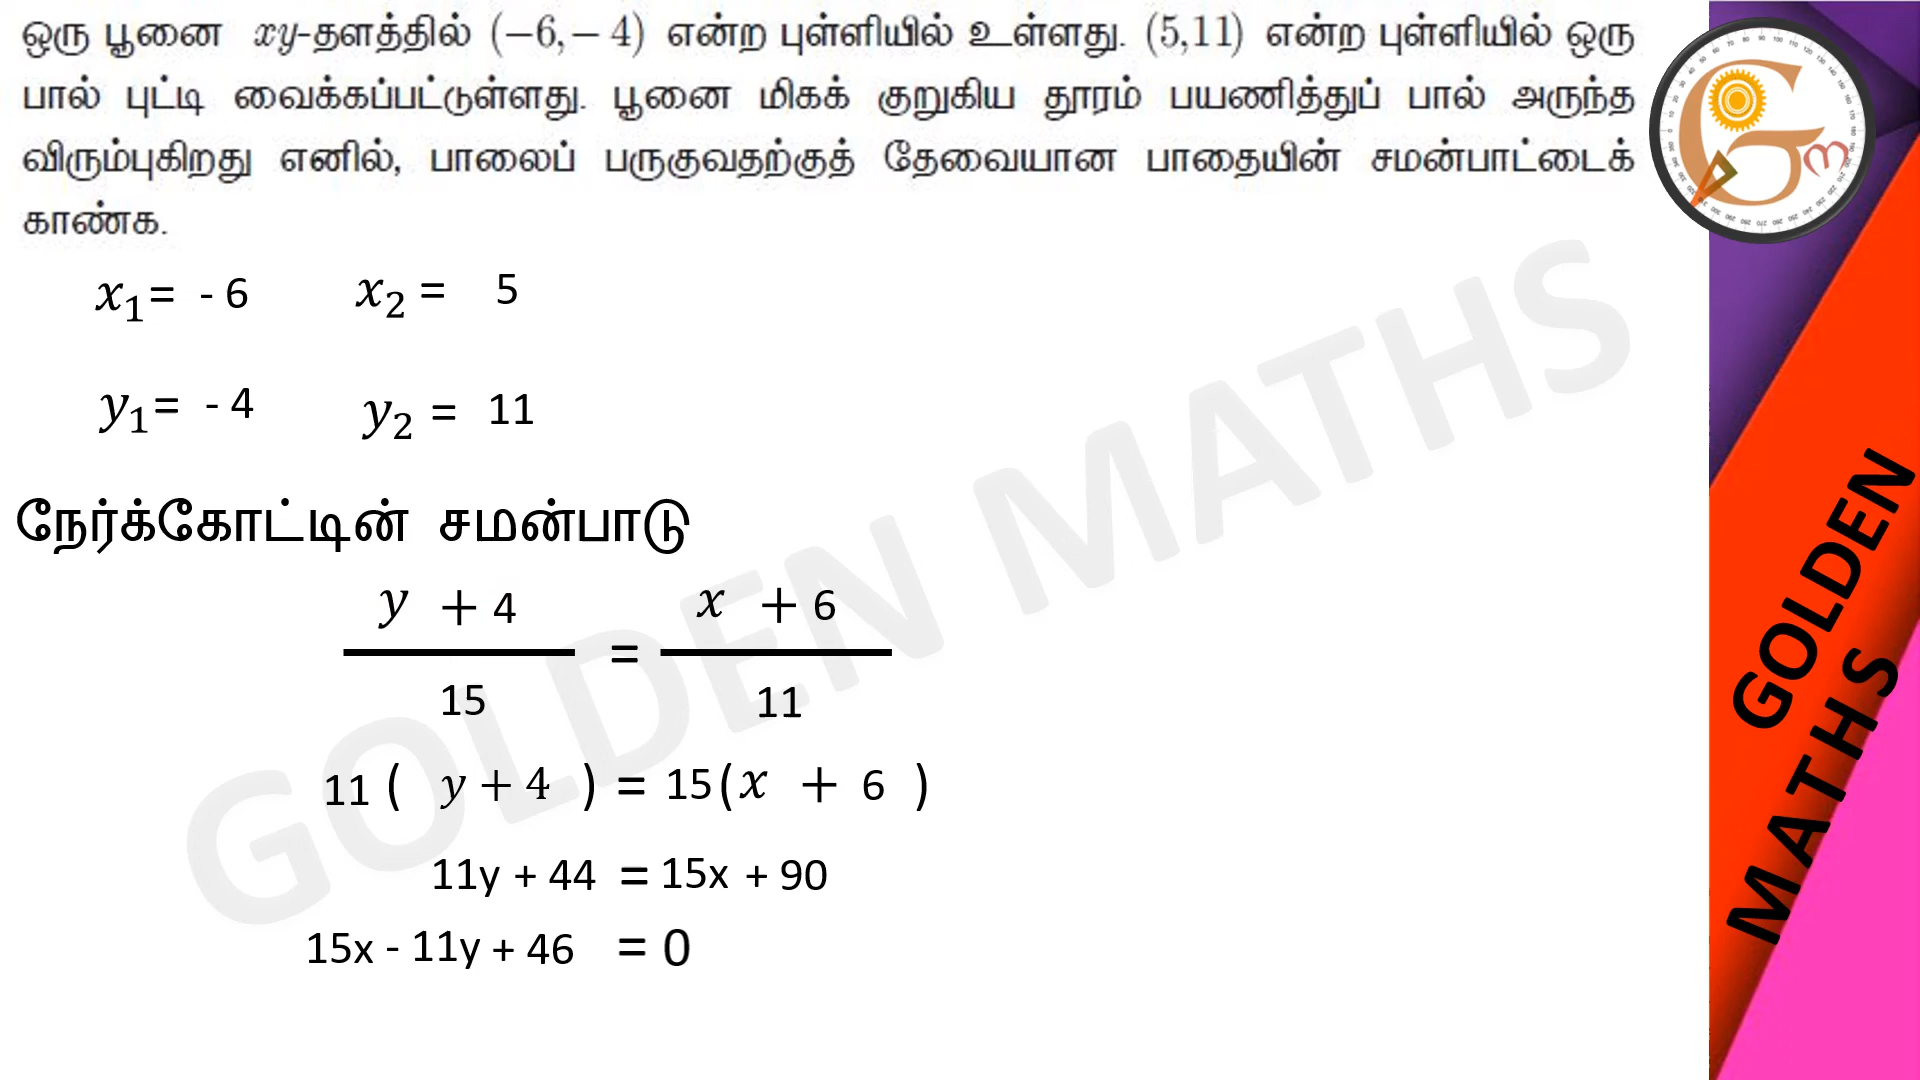 ஒரு பூனை xy-தளத்தில் (−6,− 4) என்ற புள்ளியில் உள்ளது. (5,11) என்ற புள்ளியில் ஒரு
பால் புட்டி வைக்கப்பட்டுள்ளது. பூனை மிகக் குறுகிய தூரம் பயணித்துப் பால் அருந்த
விரும்புகிறது எனில், பாலைப் பருகுவதற்குத் தேவையான பாதையின் சமன்பாட்டைக்
காண்க.
x₁= - 6 x₂ = 5
y₁= - 4 y₂ = 11
நேர்க்கோட்டின் சமன்பாடு
y + 4 x + 6
=
15 11
11 ( y + 4 ) = 15(x + 6 )
11y + 44 = 15x + 90
15x - 11y + 46 = 0
GOLDEN MATHS
GOLDEN
MATHS